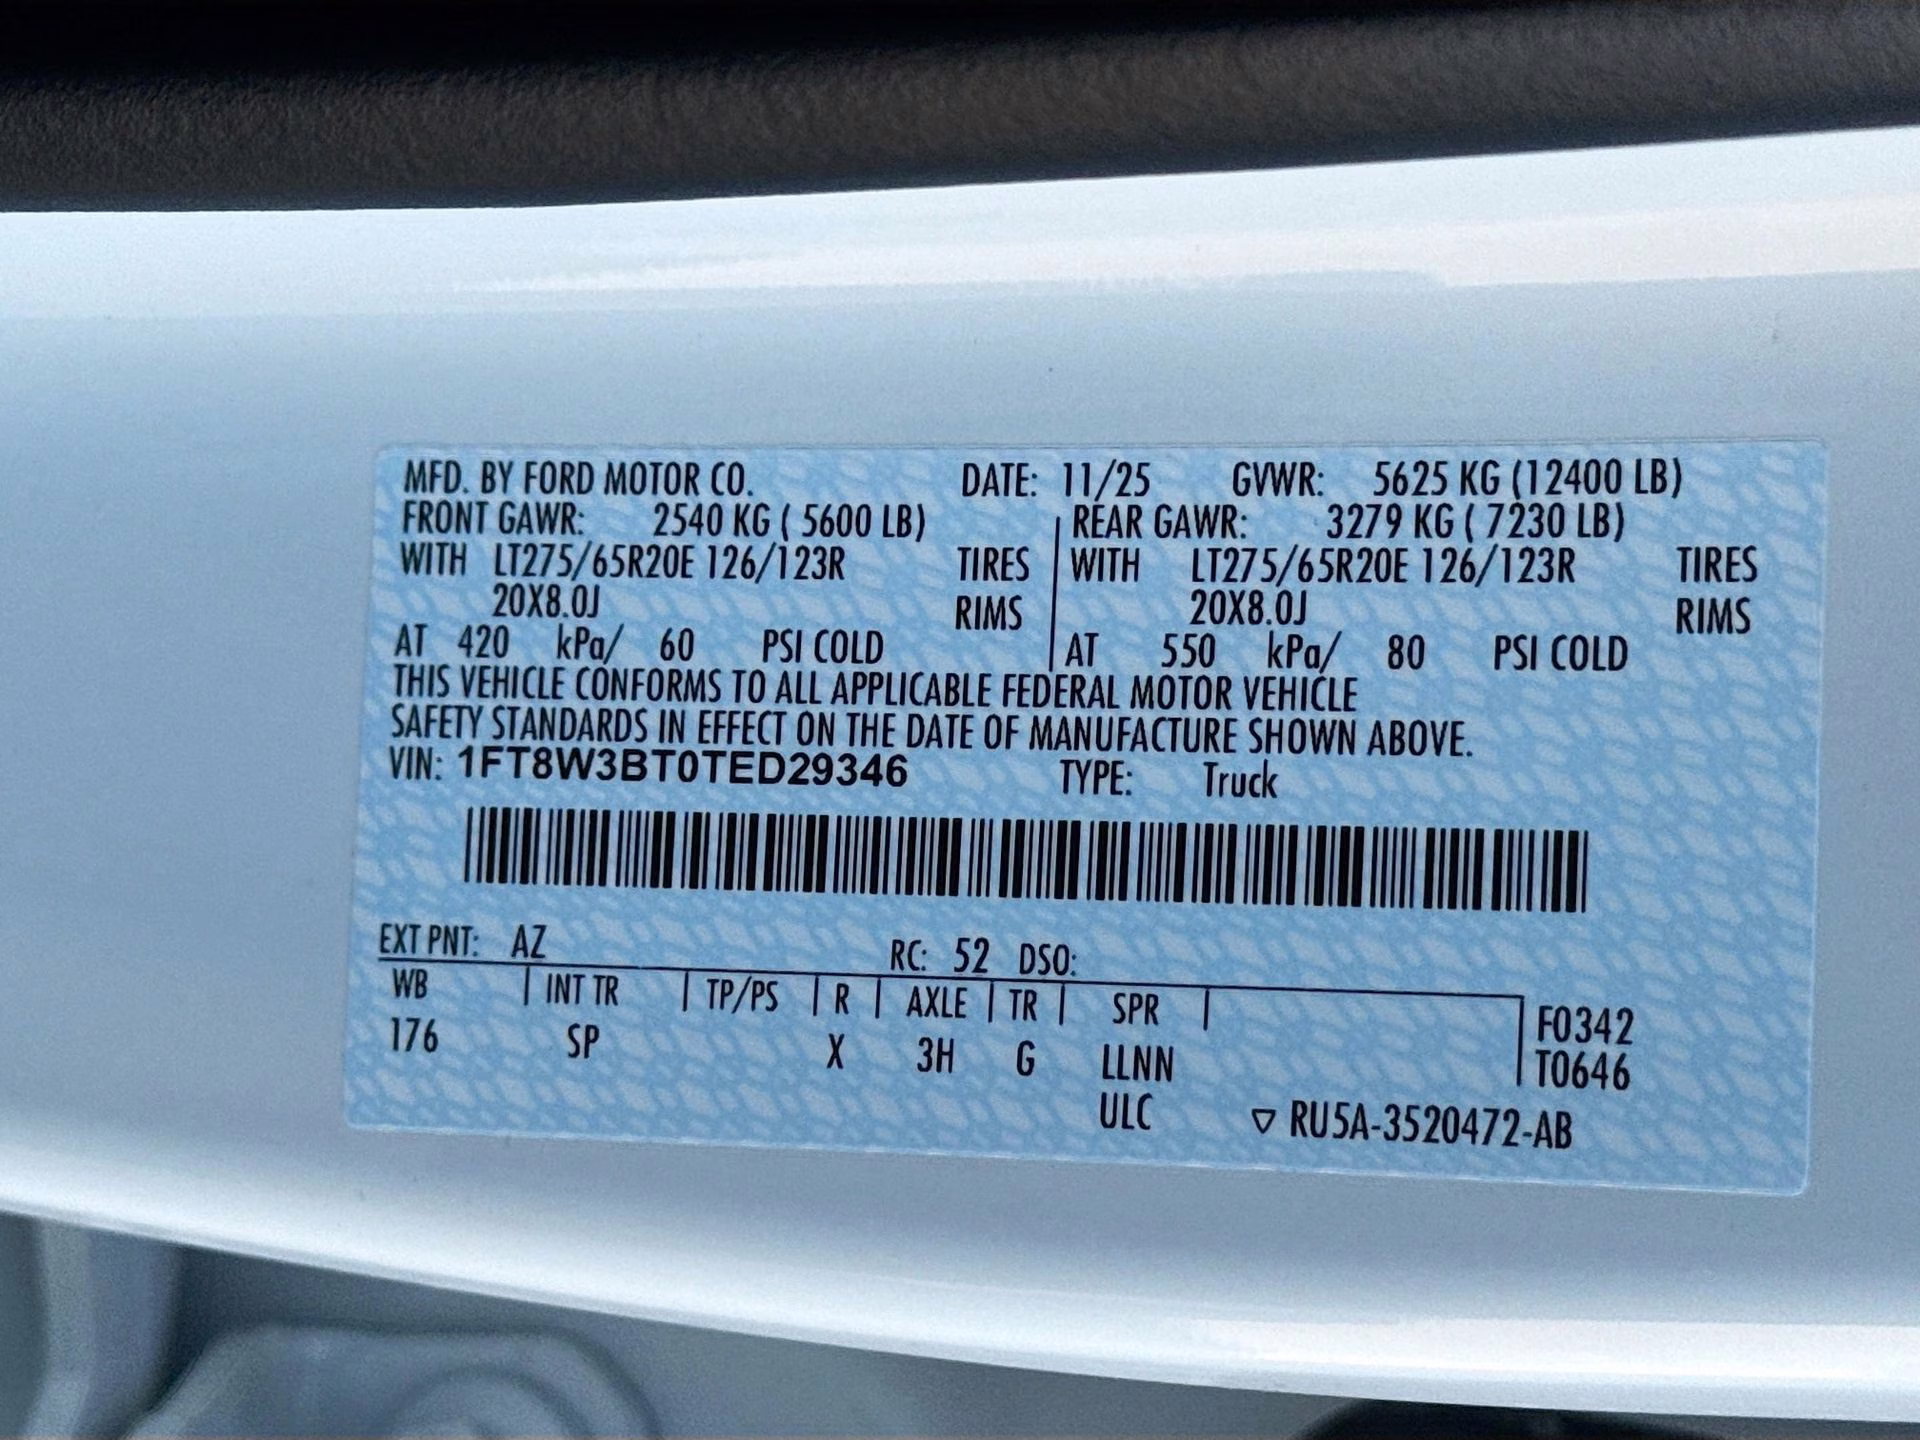 MFD. BY FORD MOTOR CO. DATE: 11/25 GVWR: 5625 KG (12400 LB)
FRONT GAWR: 2540 KG ( 5600 LB) REAR GAWR: 3279 KG ( 7230 LB)
WITH LT275/65R20E 126/123R TIRES WITH LT275/65R20E 126/123R TIRES
20X8.0J RIMS 20X8.0J RIMS
AT 420 kPa/ 60 PSI COLD AT 550 kPa/ 80 PSI COLD
THIS VEHICLE CONFORMS TO ALL APPLICABLE FEDERAL MOTOR VEHICLE
SAFETY STANDARDS IN EFFECT ON THE DATE OF MANUFACTURE SHOWN ABOVE.
VIN: 1FT8W3BT0TED29346 TYPE: Truck
EXT PNT: AZ RC: 52 DSO:
WB INT TR TP/PS R AXLE TR SPR F0342
176 SP X 3H G LLNN T0646
ULC ▽ RU5A-3520472-AB